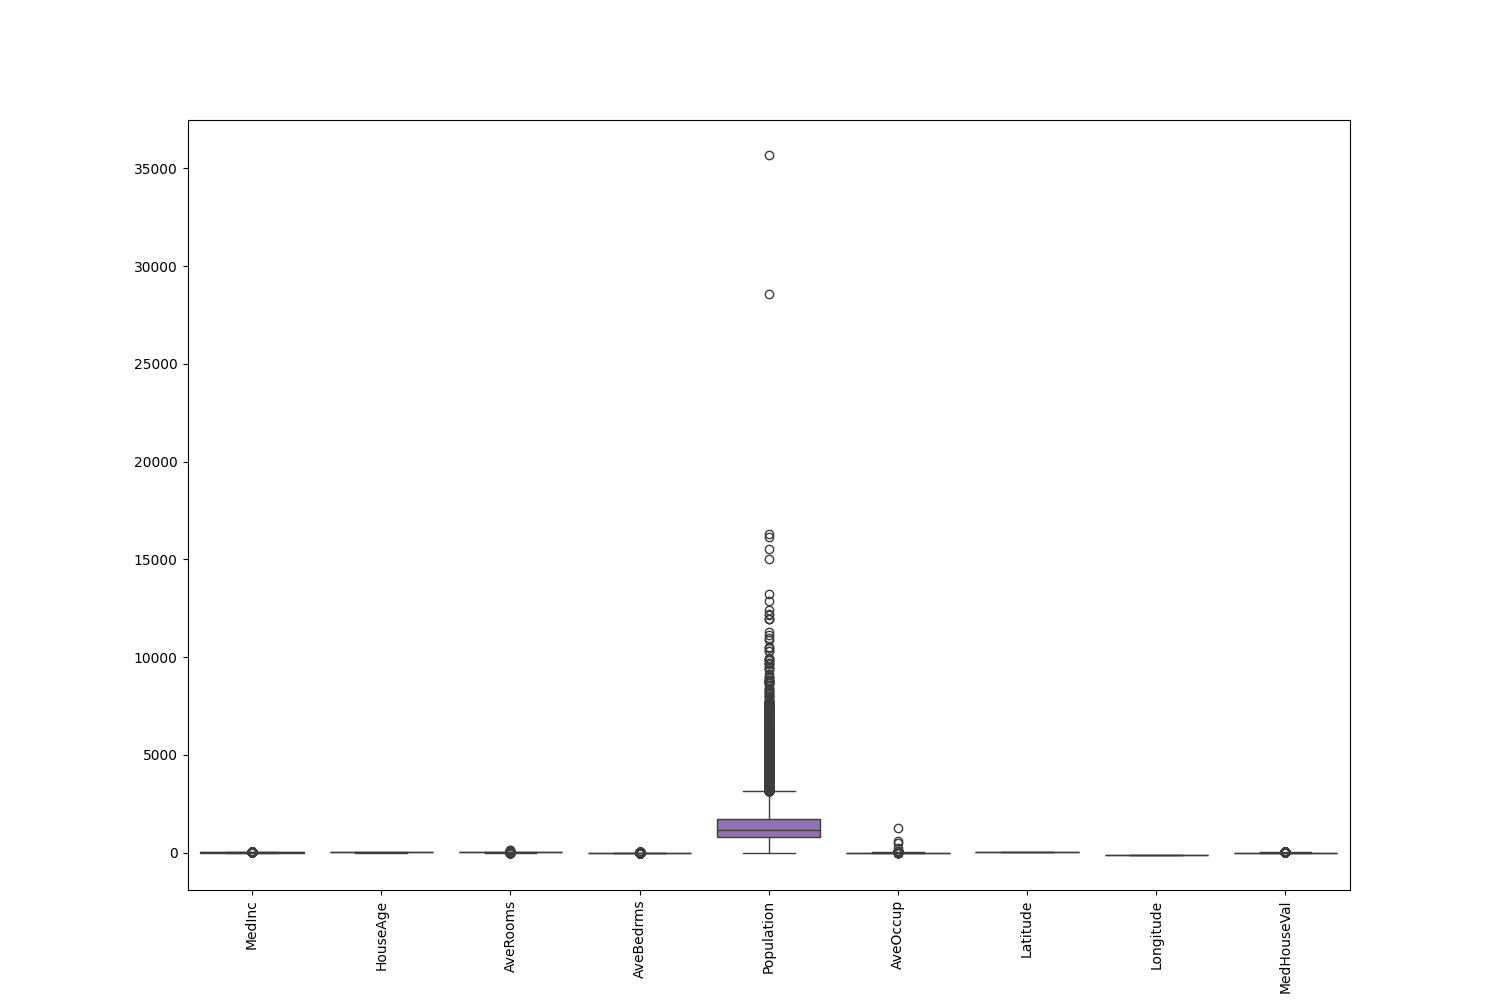 35000
30000
25000
20000
15000
10000
5000
0
MedInc
HouseAge
AveRooms
AveBedrms
Population
AveOccup
Latitude
Longitude
MedHouseVal